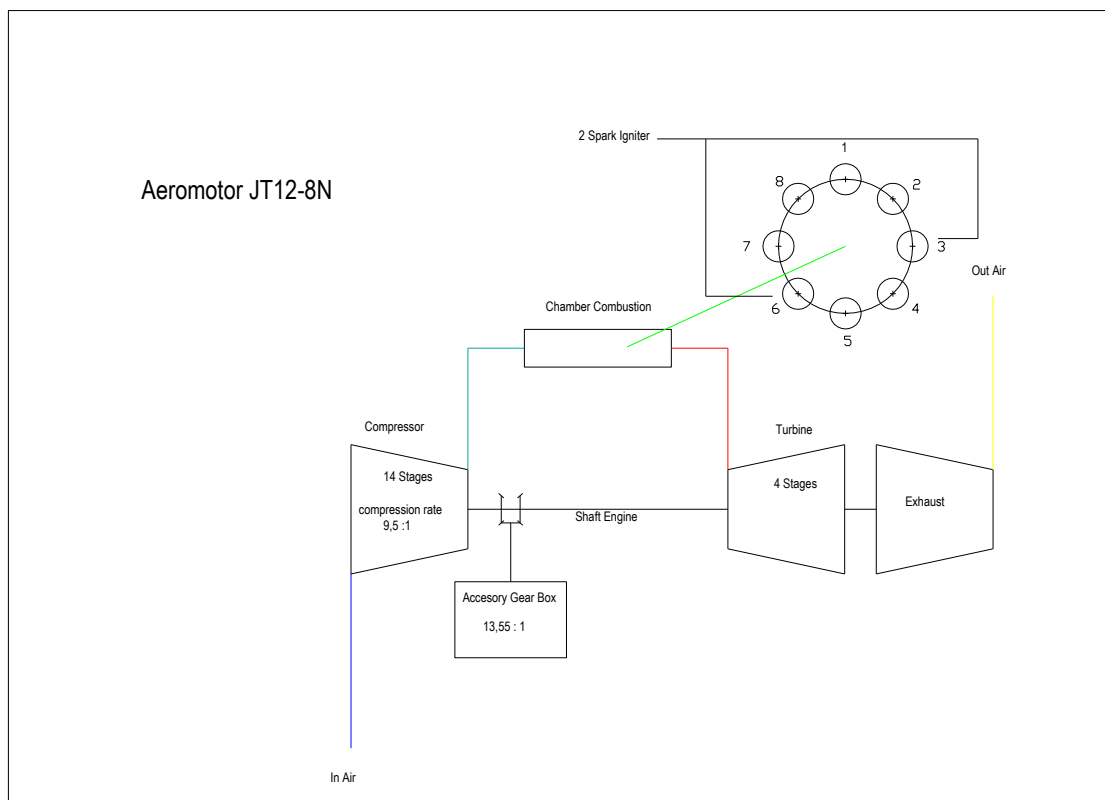 2 Spark Igniter
1
Aeromotor JT12-8N
8
2
7
3
Out Air
6
4
Chamber Combustion
5
Compressor
Turbine
14 Stages
4 Stages
compression rate
9,5 :1
Exhaust
Shaft Engine
Accesory Gear Box
13,55 : 1
In Air